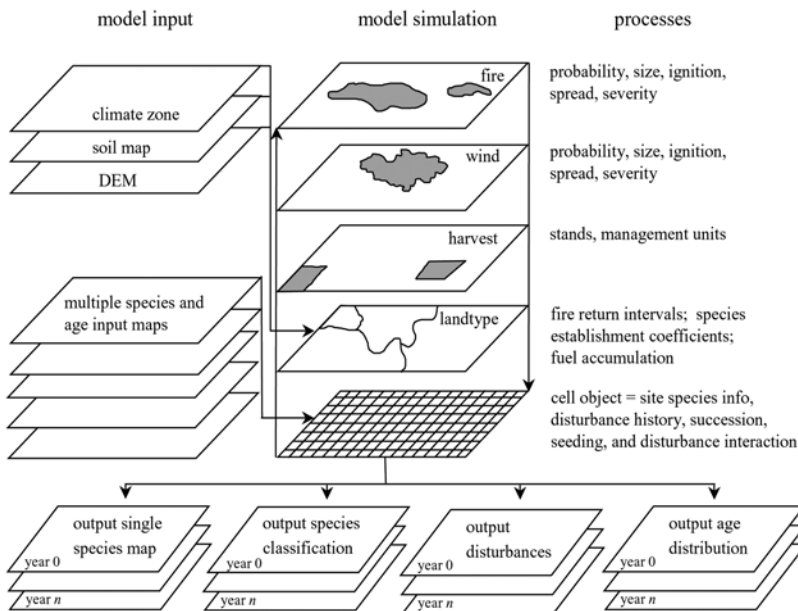 model input
model simulation
processes
climate zone
soil map
DEM
multiple species and
age input maps
fire
wind
harvest
landtype
probability, size, ignition,
spread, severity
probability, size, ignition,
spread, severity
stands, management units
fire return intervals;  species
establishment coefficients;
fuel accumulation
cell object = site species info,
disturbance history, succession,
seeding, and disturbance interaction
output single
species map
year 0
year n
output species
classification
year 0
year n
output
disturbances
year 0
year n
output age
distribution
year 0
year n